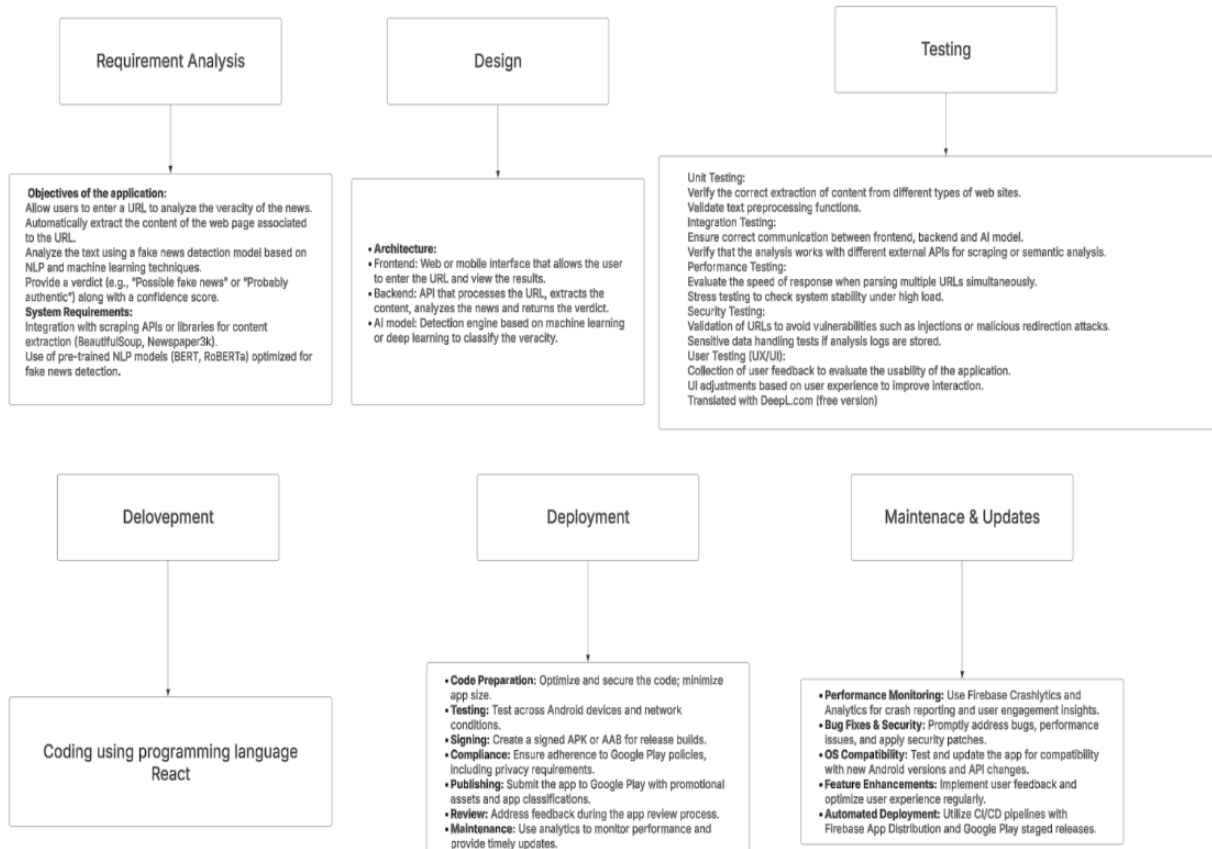 Requirement Analysis
Objectives of the application:
Allow users to enter a URL to analyze the veracity of the news.
Automatically extract the content of the web page associated
to the URL.
Analyze the text using a fake news detection model based on
NLP and machine learning techniques.
Provide a verdict (e.g., "Possible fake news" or "Probably
authentic") along with a confidence score.
System Requirements:
Integration with scraping APIs or libraries for content
extraction (BeautifulSoup, Newspaper3k).
Use of pre-trained NLP models (BERT, RoBERTa) optimized for
fake news detection.
Design
• Architecture:
• Frontend: Web or mobile interface that allows the user
to enter the URL and view the results.
• Backend: API that processes the URL, extracts the
content, analyzes the news and returns the verdict.
• AI model: Detection engine based on machine learning
or deep learning to classify the veracity.
Testing
Unit Testing:
Verify the correct extraction of content from different types of web sites.
Validate text preprocessing functions.
Integration Testing:
Ensure correct communication between frontend, backend and AI model.
Verify that the analysis works with different external APIs for scraping or semantic analysis.
Performance Testing:
Evaluate the speed of response when parsing multiple URLs simultaneously.
Stress testing to check system stability under high load.
Security Testing:
Validation of URLs to avoid vulnerabilities such as injections or malicious redirection attacks.
Sensitive data handling tests if analysis logs are stored.
User Testing (UX/UI):
Collection of user feedback to evaluate the usability of the application.
UI adjustments based on user experience to improve interaction.
Translated with DeepL.com (free version)
Delovepment
Coding using programming language
React
Deployment
• Code Preparation: Optimize and secure the code; minimize
app size.
• Testing: Test across Android devices and network
conditions.
• Signing: Create a signed APK or AAB for release builds.
• Compliance: Ensure adherence to Google Play policies,
including privacy requirements.
• Publishing: Submit the app to Google Play with promotional
assets and app classifications.
• Review: Address feedback during the app review process.
• Maintenance: Use analytics to monitor performance and
provide timely updates.
Maintenace & Updates
• Performance Monitoring: Use Firebase Crashlytics and
Analytics for crash reporting and user engagement insights.
• Bug Fixes & Security: Promptly address bugs, performance
issues, and apply security patches.
• OS Compatibility: Test and update the app for compatibility
with new Android versions and API changes.
• Feature Enhancements: Implement user feedback and
optimize user experience regularly.
• Automated Deployment: Utilize CI/CD pipelines with
Firebase App Distribution and Google Play staged releases.